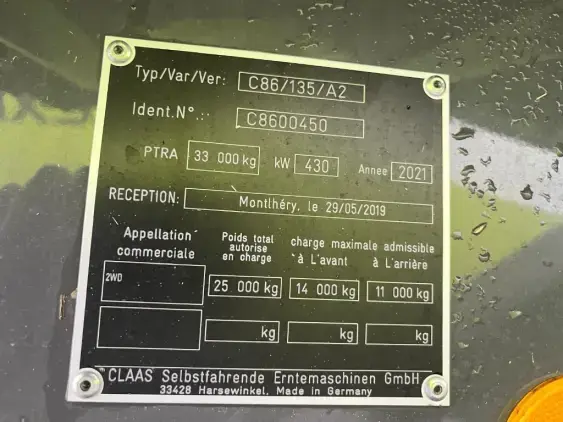 Typ/Var/Ver: C86/135/A2
Ident.N°.: C8600450
PTRA 33 000 kg kW 430 Annee 2021
RECEPTION: Montlhéry, le 29/05/2019
Appellation commerciale
Poids total autorise en charge
charge maximale admissible
à L'avant à L'arrière
2WD 25 000 kg 14 000 kg 11 000 kg
kg kg kg
CLAAS Selbstfahrende Erntemaschinen GmbH
33428 Harsewinkel, Made in Germany